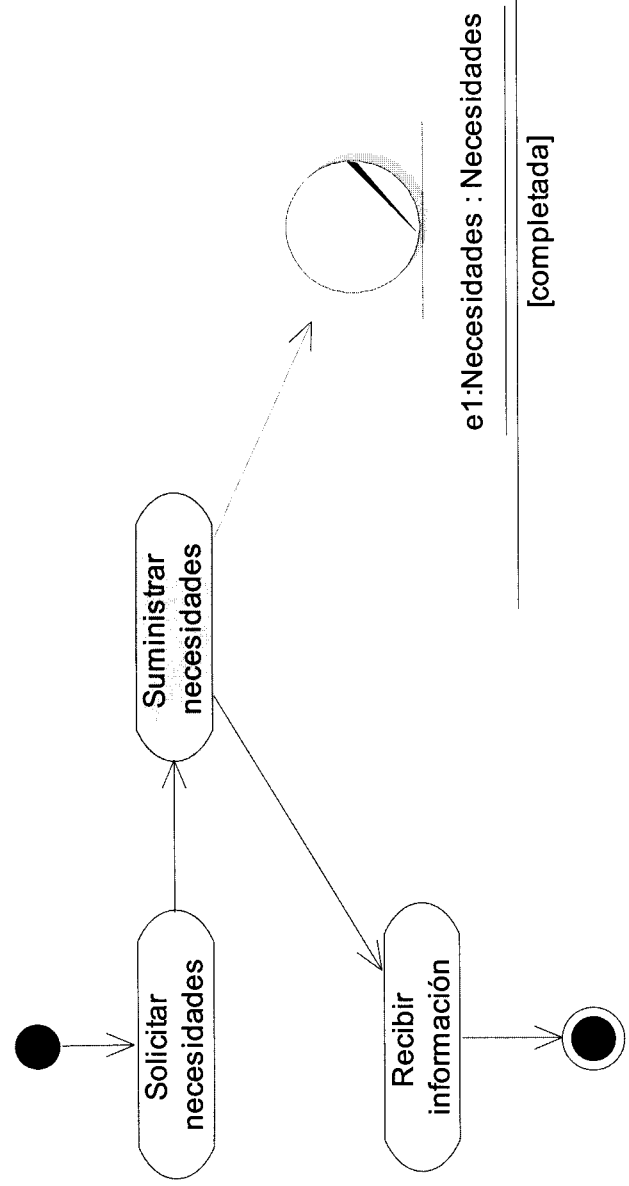 Solicitar
necesidades
Suministrar
necesidades
Recibir
información
e1:Necesidades : Necesidades
[completada]